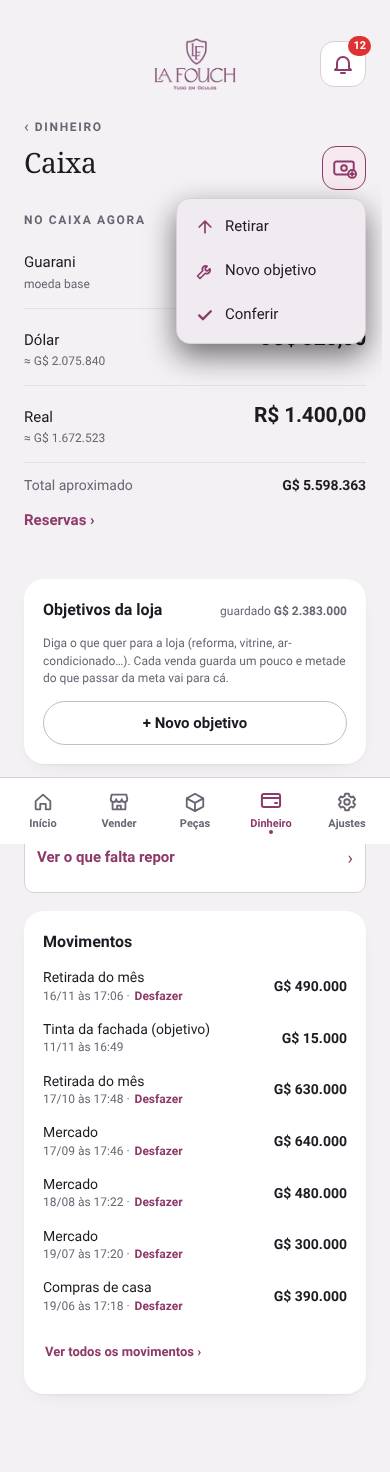 12
LF
LA FOUCH
Tudo em Óculos
‹ DINHEIRO
Caixa
NO CAIXA AGORA
Retirar
Novo objetivo
Conferir
Guarani
moeda base
Dólar
≈ G$ 2.075.840
Real
R$ 1.400,00
≈ G$ 1.672.523
Total aproximado
G$ 5.598.363
Reservas ›
Objetivos da loja
guardado G$ 2.383.000
Diga o que quer para a loja (reforma, vitrine, ar-
condicionado…). Cada venda guarda um pouco e metade
do que passar da meta vai para cá.
+ Novo objetivo
Início
Vender
Peças
Dinheiro
Ajustes
Ver o que falta repor ›
Movimentos
Retirada do mês
G$ 490.000
16/11 às 17:06 · Desfazer
Tinta da fachada (objetivo)
G$ 15.000
11/11 às 16:49
Retirada do mês
G$ 630.000
17/10 às 17:48 · Desfazer
Mercado
G$ 640.000
17/09 às 17:46 · Desfazer
Mercado
G$ 480.000
18/08 às 17:22 · Desfazer
Mercado
G$ 300.000
19/07 às 17:20 · Desfazer
Compras de casa
G$ 390.000
19/06 às 17:18 · Desfazer
Ver todos os movimentos ›